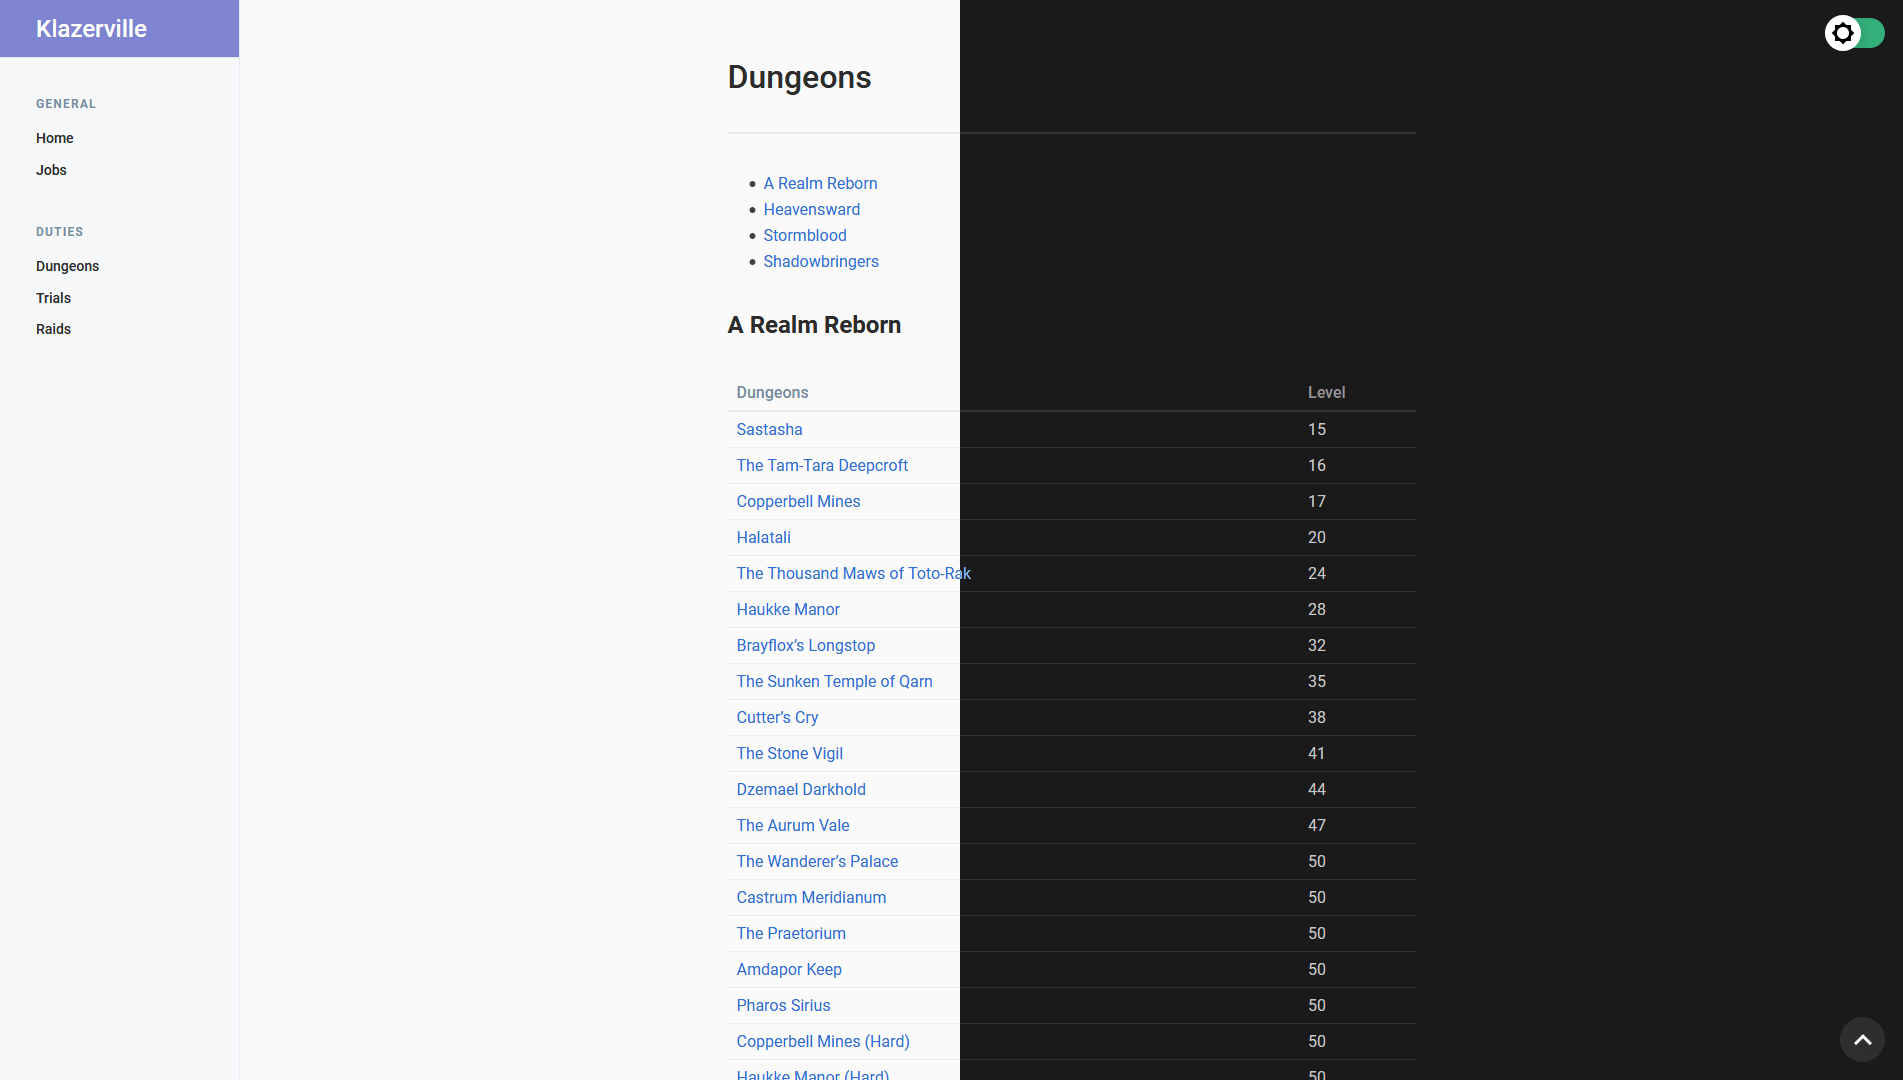 Klazerville
GENERAL
Home
Jobs
DUTIES
Dungeons
Trials
Raids
Dungeons
A Realm Reborn
Heavensward
Stormblood
Shadowbringers
A Realm Reborn
Dungeons Level
Sastasha 15
The Tam-Tara Deepcroft 16
Copperbell Mines 17
Halatali 20
The Thousand Maws of Toto-Rak 24
Haukke Manor 28
Brayflox’s Longstop 32
The Sunken Temple of Qarn 35
Cutter’s Cry 38
The Stone Vigil 41
Dzemael Darkhold 44
The Aurum Vale 47
The Wanderer’s Palace 50
Castrum Meridianum 50
The Praetorium 50
Amdapor Keep 50
Pharos Sirius 50
Copperbell Mines (Hard) 50
Haukke Manor (Hard) 50